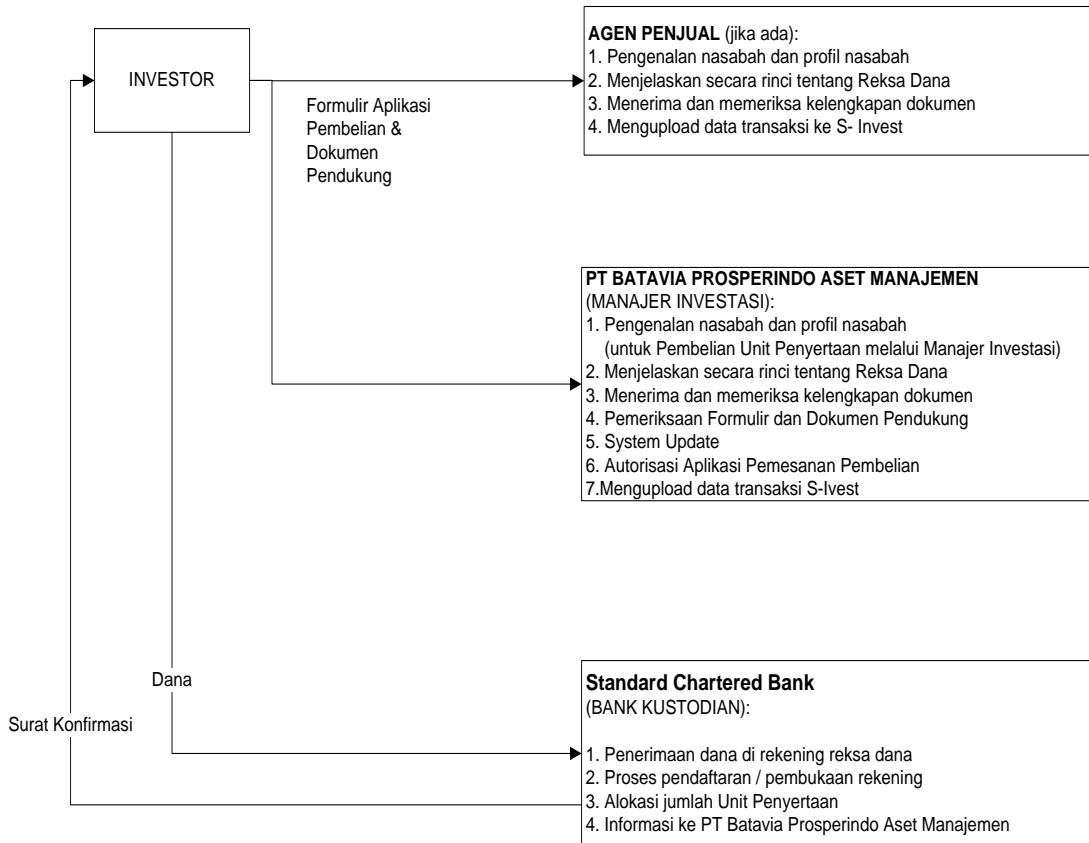 INVESTOR
Formulir Aplikasi
Pembelian &
Dokumen
Pendukung
AGEN PENJUAL (jika ada):
1. Pengenalan nasabah dan profil nasabah
2. Menjelaskan secara rinci tentang Reksa Dana
3. Menerima dan memeriksa kelengkapan dokumen
4. Mengupload data transaksi ke S- Invest
PT BATAVIA PROSPERINDO ASET MANAJEMEN
(MANAJER INVESTASI):
1. Pengenalan nasabah dan profil nasabah
(untuk Pembelian Unit Penyertaan melalui Manajer Investasi)
2. Menjelaskan secara rinci tentang Reksa Dana
3. Menerima dan memeriksa kelengkapan dokumen
4. Pemeriksaan Formulir dan Dokumen Pendukung
5. System Update
6. Autorisasi Aplikasi Pemesanan Pembelian
7.Mengupload data transaksi S-Ivest
Dana
Surat Konfirmasi
Standard Chartered Bank
(BANK KUSTODIAN):
1. Penerimaan dana di rekening reksa dana
2. Proses pendaftaran / pembukaan rekening
3. Alokasi jumlah Unit Penyertaan
4. Informasi ke PT Batavia Prosperindo Aset Manajemen